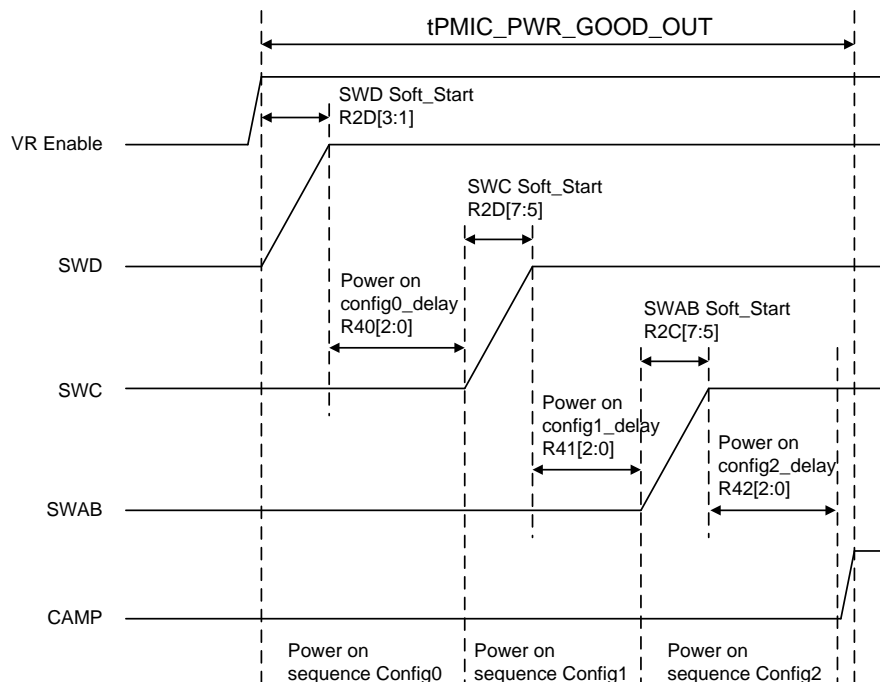 tPMIC_PWR_GOOD_OUT
SWD Soft_Start
R2D[3:1]
VR Enable
SWC Soft_Start
R2D[7:5]
SWD
Power on
config0_delay
R40[2:0]
SWAB Soft_Start
R2C[7:5]
SWC
Power on
config1_delay
R41[2:0]
Power on
config2_delay
R42[2:0]
SWAB
CAMP
Power on
sequence Config0
Power on
sequence Config1
Power on
sequence Config2